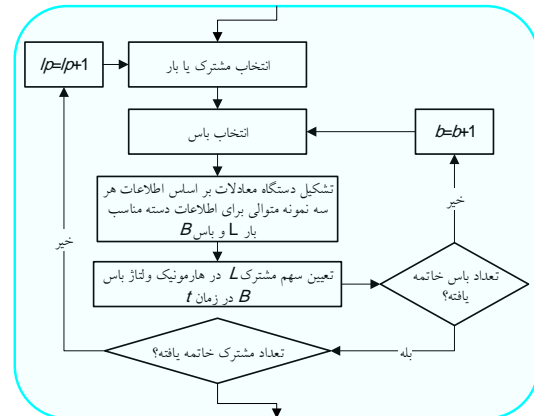 انتخاب مشترک یا بار
lp=lp+1
انتخاب باس
b=b+1
تشکیل دستگاه معادلات بر اساس اطلاعات هر
سه نمونه متوالی برای اطلاعات دسته مناسب
بار L و باس B
خیر
خیر
تعیین سهم مشترک L در هارمونیک ولتاژ باس
B در زمان t
تعداد باس خاتمه
یافته؟
بله
تعداد مشترک خاتمه یافته؟